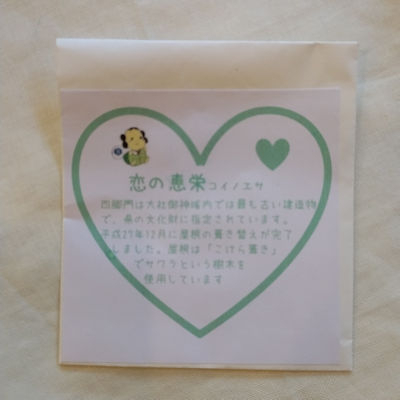 恋の恵栄コイノエサ
四脚門は大社御神域内では最も古い建造物
で、県の文化財に指定されています。
平成27年12月に屋根の葺き替えが完了
しました。屋根は「こけら葺き」
でサワラという樹木を
使用しています